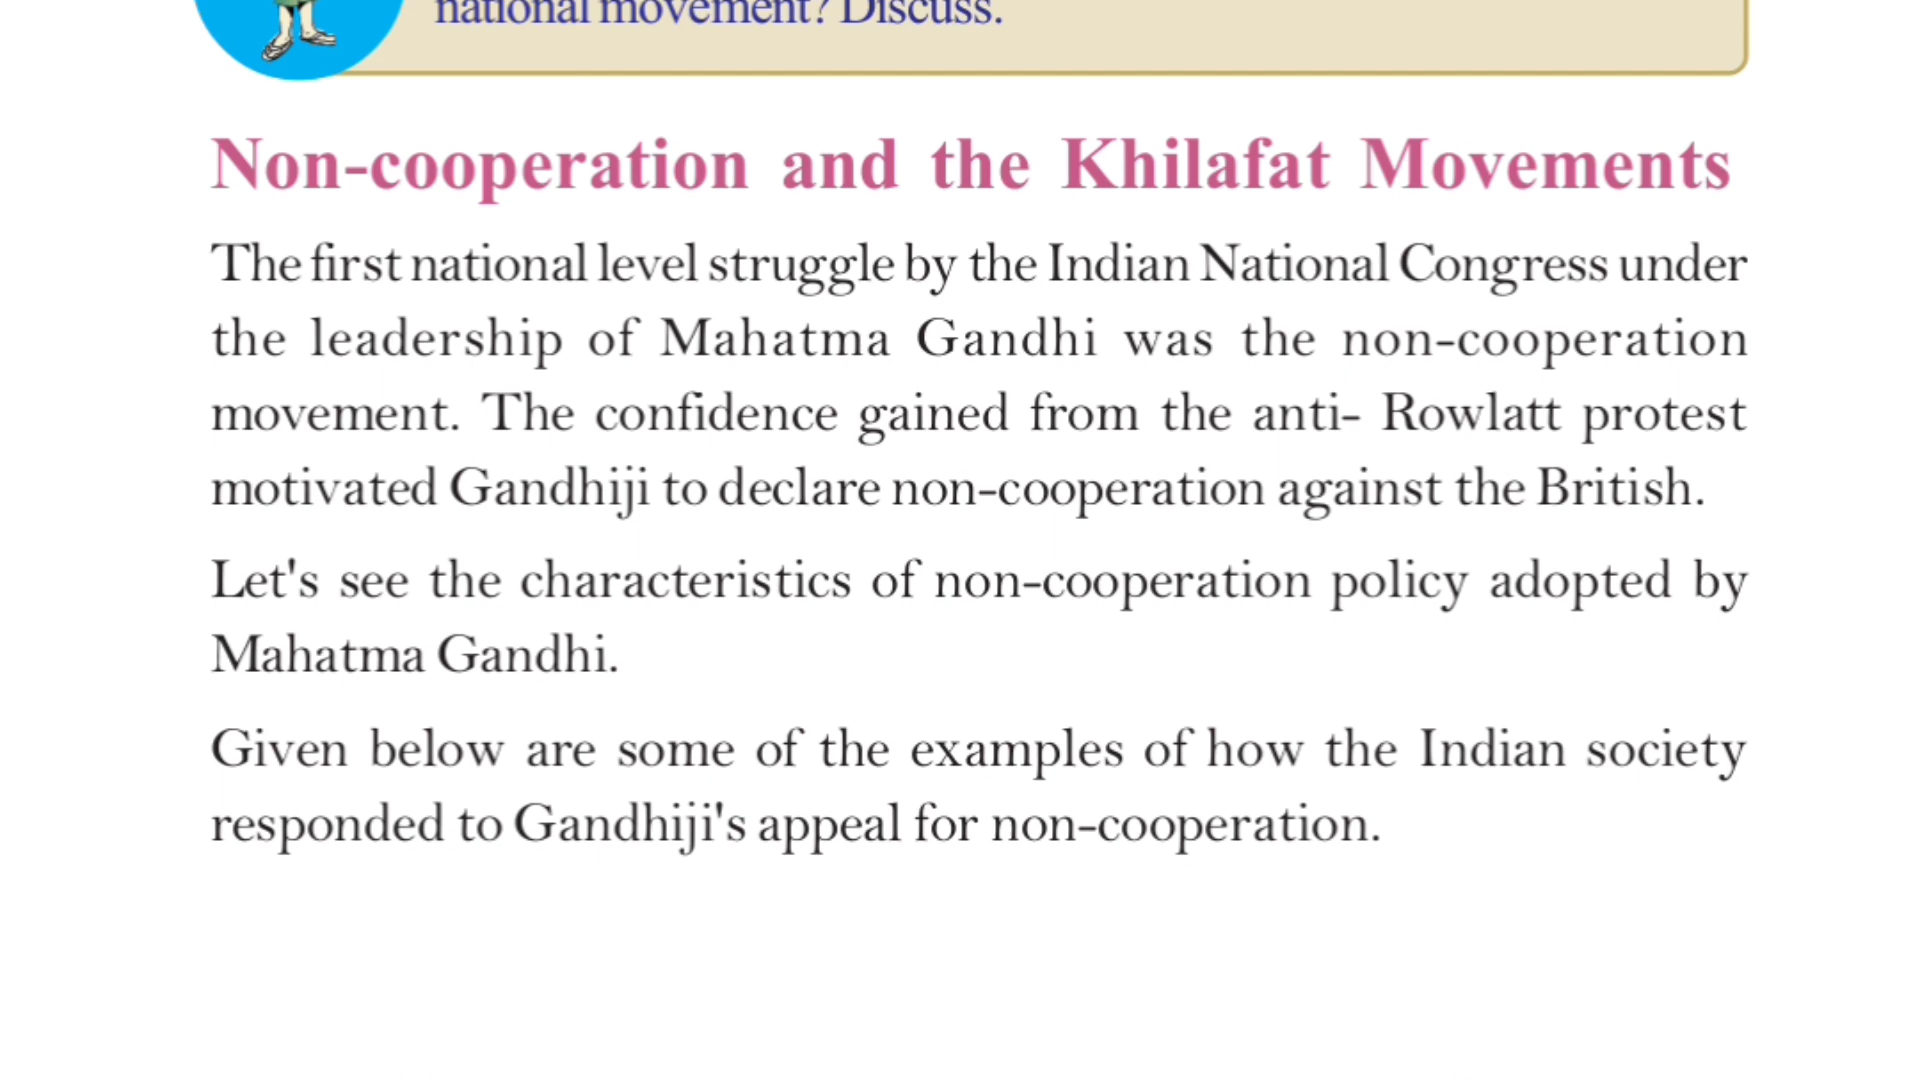 national movement? Discuss.
Non-cooperation and the Khilafat Movements
The first national level struggle by the Indian National Congress under
the leadership of Mahatma Gandhi was the non-cooperation
movement. The confidence gained from the anti- Rowlatt protest
motivated Gandhiji to declare non-cooperation against the British.
Let's see the characteristics of non-cooperation policy adopted by
Mahatma Gandhi.
Given below are some of the examples of how the Indian society
responded to Gandhiji's appeal for non-cooperation.